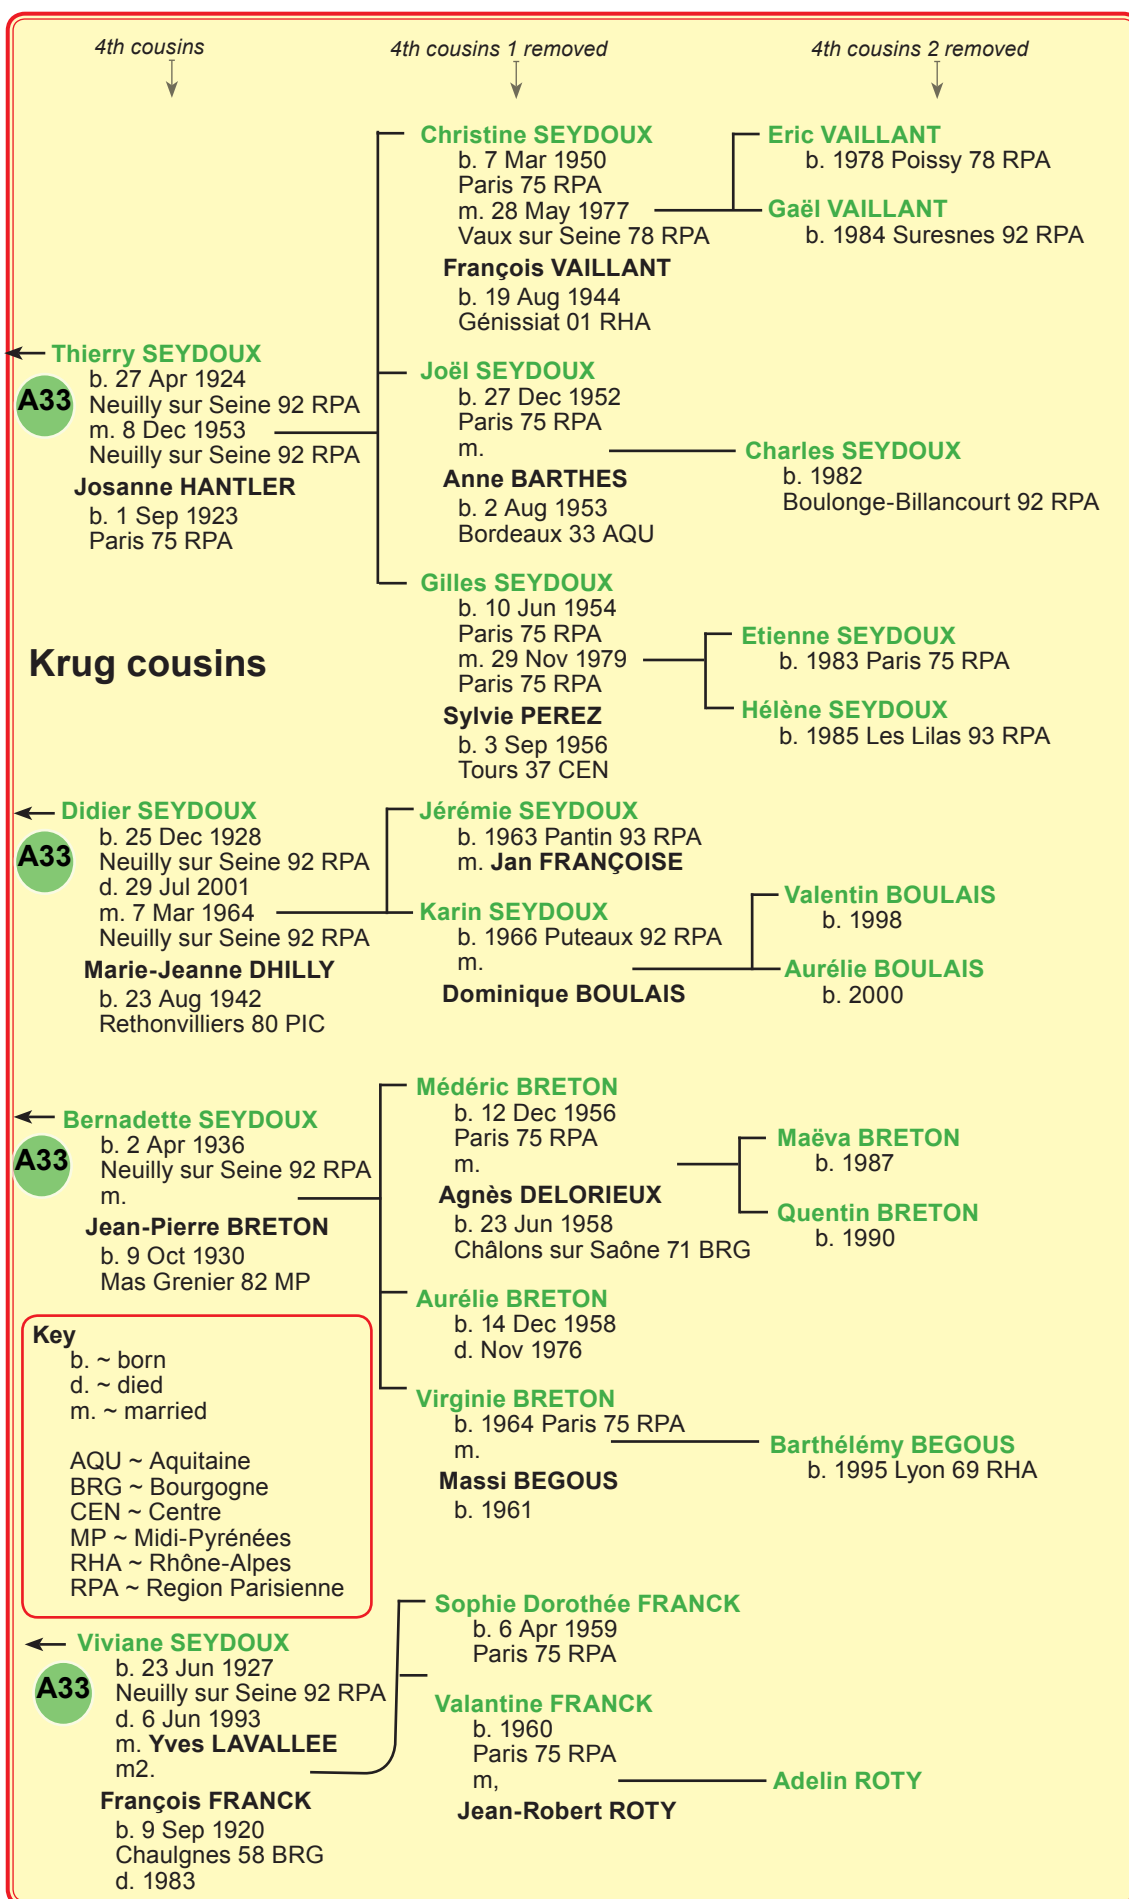 4th cousins
4th cousins 1 removed
4th cousins 2 removed
Christine SEYDOUX
b. 7 Mar 1950
Paris 75 RPA
m. 28 May 1977
Vaux sur Seine 78 RPA
François VAILLANT
b. 19 Aug 1944
Génissiat 01 RHA
Eric VAILLANT
b. 1978 Poissy 78 RPA
Gaël VAILLANT
b. 1984 Suresnes 92 RPA
Thierry SEYDOUX
A33
b. 27 Apr 1924
Neuilly sur Seine 92 RPA
m. 8 Dec 1953
Neuilly sur Seine 92 RPA
Josanne HANTLER
b. 1 Sep 1923
Paris 75 RPA
Joël SEYDOUX
b. 27 Dec 1952
Paris 75 RPA
m.
Anne BARTHES
b. 2 Aug 1953
Bordeaux 33 AQU
Charles SEYDOUX
b. 1982
Boulonge-Billancourt 92 RPA
Gilles SEYDOUX
b. 10 Jun 1954
Paris 75 RPA
m. 29 Nov 1979
Paris 75 RPA
Sylvie PEREZ
b. 3 Sep 1956
Tours 37 CEN
Etienne SEYDOUX
b. 1983 Paris 75 RPA
Hélène SEYDOUX
b. 1985 Les Lilas 93 RPA
Krug cousins
Didier SEYDOUX
A33
b. 25 Dec 1928
Neuilly sur Seine 92 RPA
d. 29 Jul 2001
m. 7 Mar 1964
Neuilly sur Seine 92 RPA
Marie-Jeanne DHILLY
b. 23 Aug 1942
Rethonvilliers 80 PIC
Jérémie SEYDOUX
b. 1963 Pantin 93 RPA
m. Jan FRANÇOISE
Karin SEYDOUX
b. 1966 Puteaux 92 RPA
m.
Dominique BOULAIS
Valentin BOULAIS
b. 1998
Aurélie BOULAIS
b. 2000
Bernadette SEYDOUX
A33
b. 2 Apr 1936
Neuilly sur Seine 92 RPA
m.
Jean-Pierre BRETON
b. 9 Oct 1930
Mas Grenier 82 MP
Médéric BRETON
b. 12 Dec 1956
Paris 75 RPA
m.
Agnès DELORIEUX
b. 23 Jun 1958
Châlons sur Saône 71 BRG
Maëva BRETON
b. 1987
Quentin BRETON
b. 1990
Aurélie BRETON
b. 14 Dec 1958
d. Nov 1976
Virginie BRETON
b. 1964 Paris 75 RPA
m.
Massi BEGOUS
b. 1961
Barthélémy BEGOUS
b. 1995 Lyon 69 RHA
Key
b. ~ born
d. ~ died
m. ~ married
AQU ~ Aquitaine
BRG ~ Bourgogne
CEN ~ Centre
MP ~ Midi-Pyrénées
RHA ~ Rhône-Alpes
RPA ~ Region Parisienne
Viviane SEYDOUX
A33
b. 23 Jun 1927
Neuilly sur Seine 92 RPA
d. 6 Jun 1993
m. Yves LAVALLEE
m2.
François FRANCK
b. 9 Sep 1920
Chaulgnes 58 BRG
d. 1983
Sophie Dorothée FRANCK
b. 6 Apr 1959
Paris 75 RPA
Valantine FRANCK
b. 1960
Paris 75 RPA
m,
Jean-Robert ROTY
Adelin ROTY